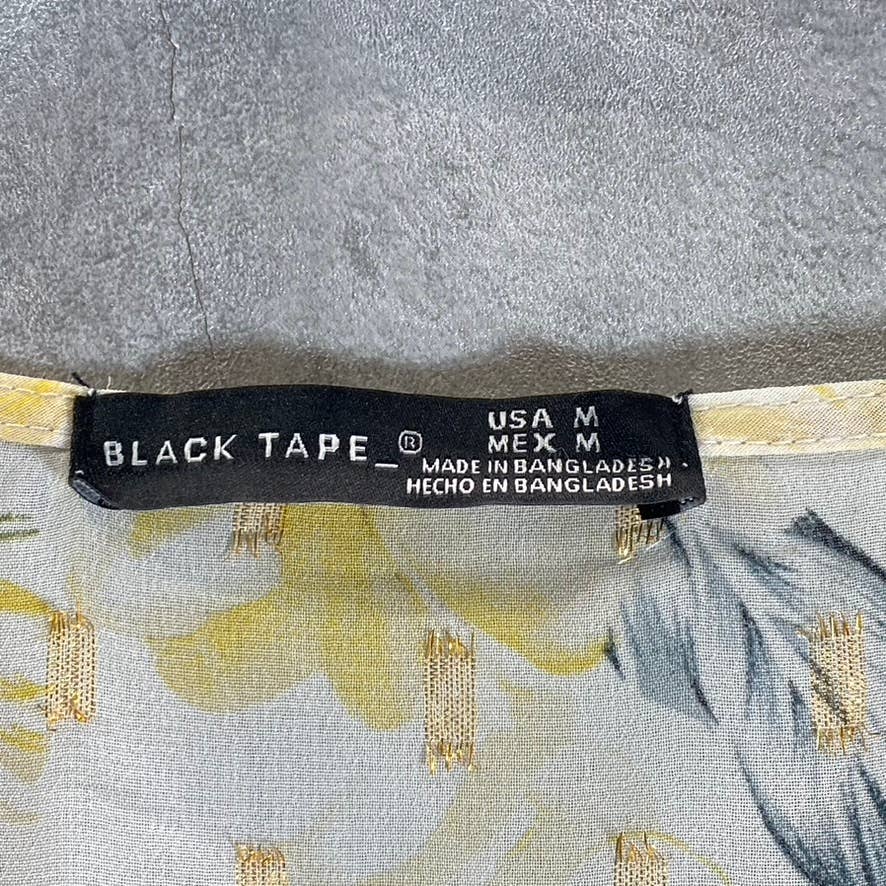 BLACK TAPE_®
USA M
MEX M
MADE IN BANGLADESH
HECHO EN BANGLADESH